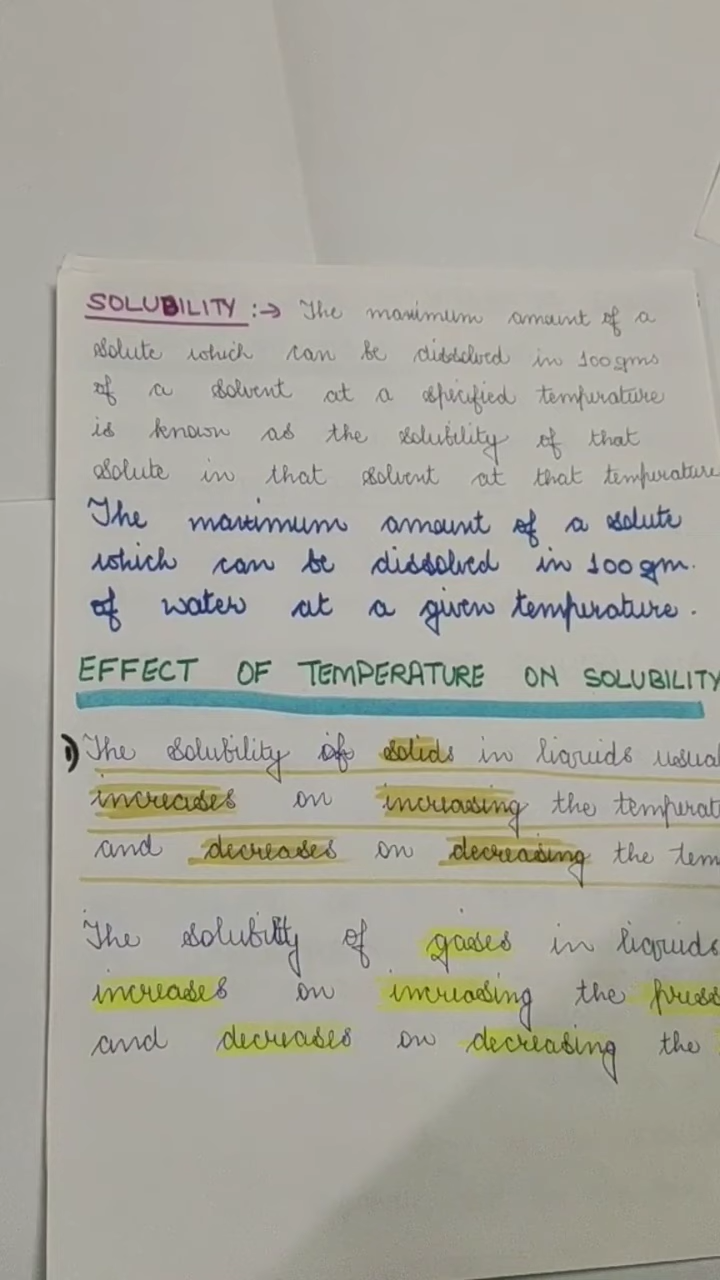 SOLUBILITY :→ The maximum amount of a
solute which can be dissolved in 100gms
of a solvent at a specified temperature
is known as the solubility of that
solute in that solvent at that temperature
The maximum amount of a solute
which can be dissolved in 100 gm.
of water at a given temperature.
EFFECT OF TEMPERATURE ON SOLUBILITY
1) The solubility of solids in liquids usual
increases on increasing the temperat
and decreases on decreasing the tem
The solubility of gases in liquids
increases on increasing the press
and decreases on decreasing the